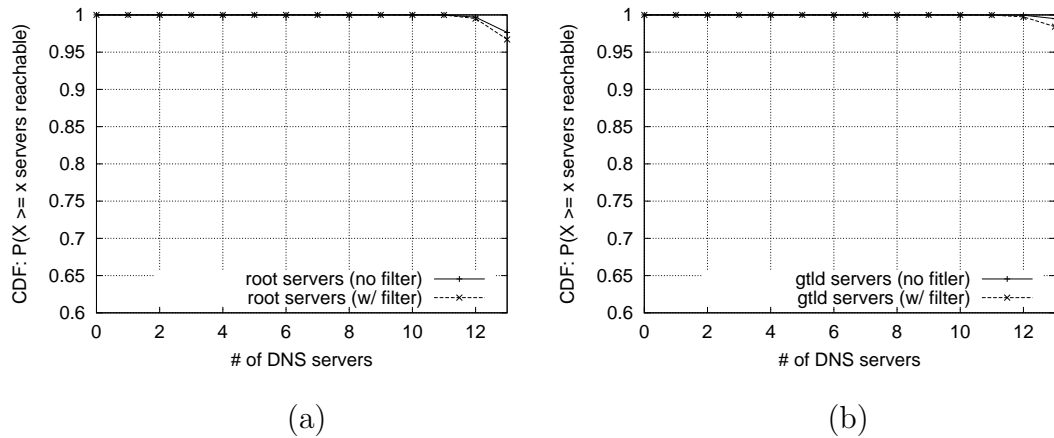 CDF: P(X >= x servers reachable)
1
0.95
0.9
0.85
0.8
0.75
0.7
0.65
0.6
root servers (no filter)
root servers (w/ filter)
0 2 4 6 8 10 12
# of DNS servers
(a)
CDF: P(X >= x servers reachable)
1
0.95
0.9
0.85
0.8
0.75
0.7
0.65
0.6
gtld servers (no fitler)
gtld servers (w/ filter)
0 2 4 6 8 10 12
# of DNS servers
(b)